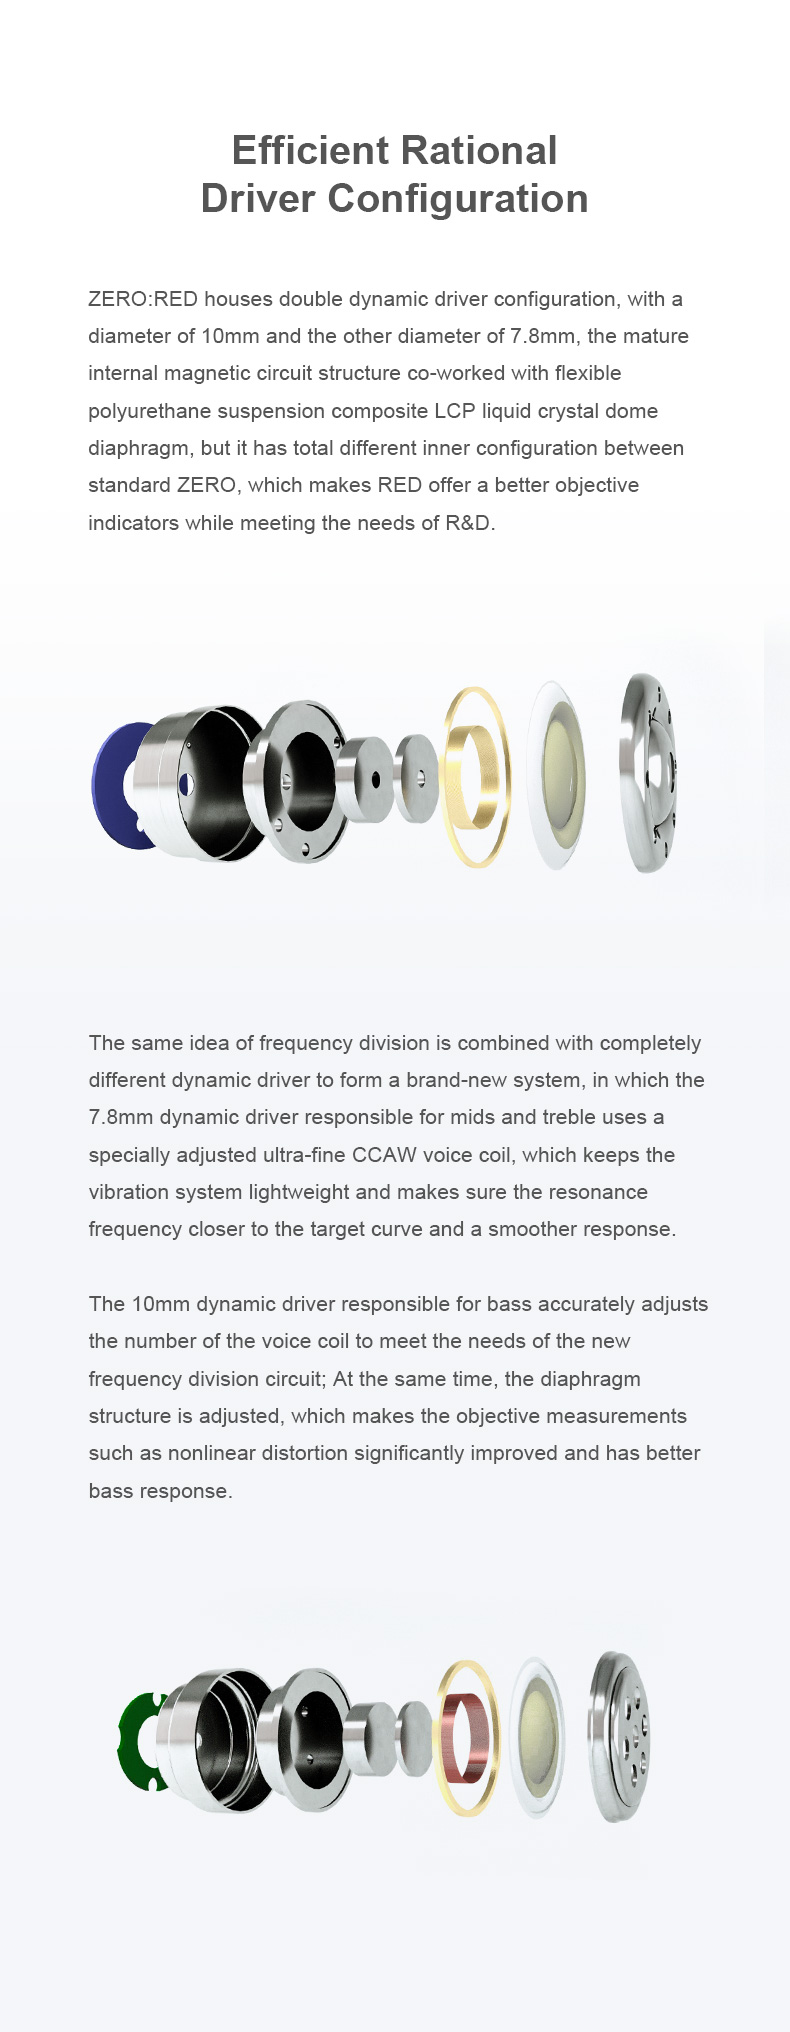 Efficient Rational
Driver Configuration
ZERO:RED houses double dynamic driver configuration, with a
diameter of 10mm and the other diameter of 7.8mm, the mature
internal magnetic circuit structure co-worked with flexible
polyurethane suspension composite LCP liquid crystal dome
diaphragm, but it has total different inner configuration between
standard ZERO, which makes RED offer a better objective
indicators while meeting the needs of R&D.
The same idea of frequency division is combined with completely
different dynamic driver to form a brand-new system, in which the
7.8mm dynamic driver responsible for mids and treble uses a
specially adjusted ultra-fine CCAW voice coil, which keeps the
vibration system lightweight and makes sure the resonance
frequency closer to the target curve and a smoother response.
The 10mm dynamic driver responsible for bass accurately adjusts
the number of the voice coil to meet the needs of the new
frequency division circuit; At the same time, the diaphragm
structure is adjusted, which makes the objective measurements
such as nonlinear distortion significantly improved and has better
bass response.